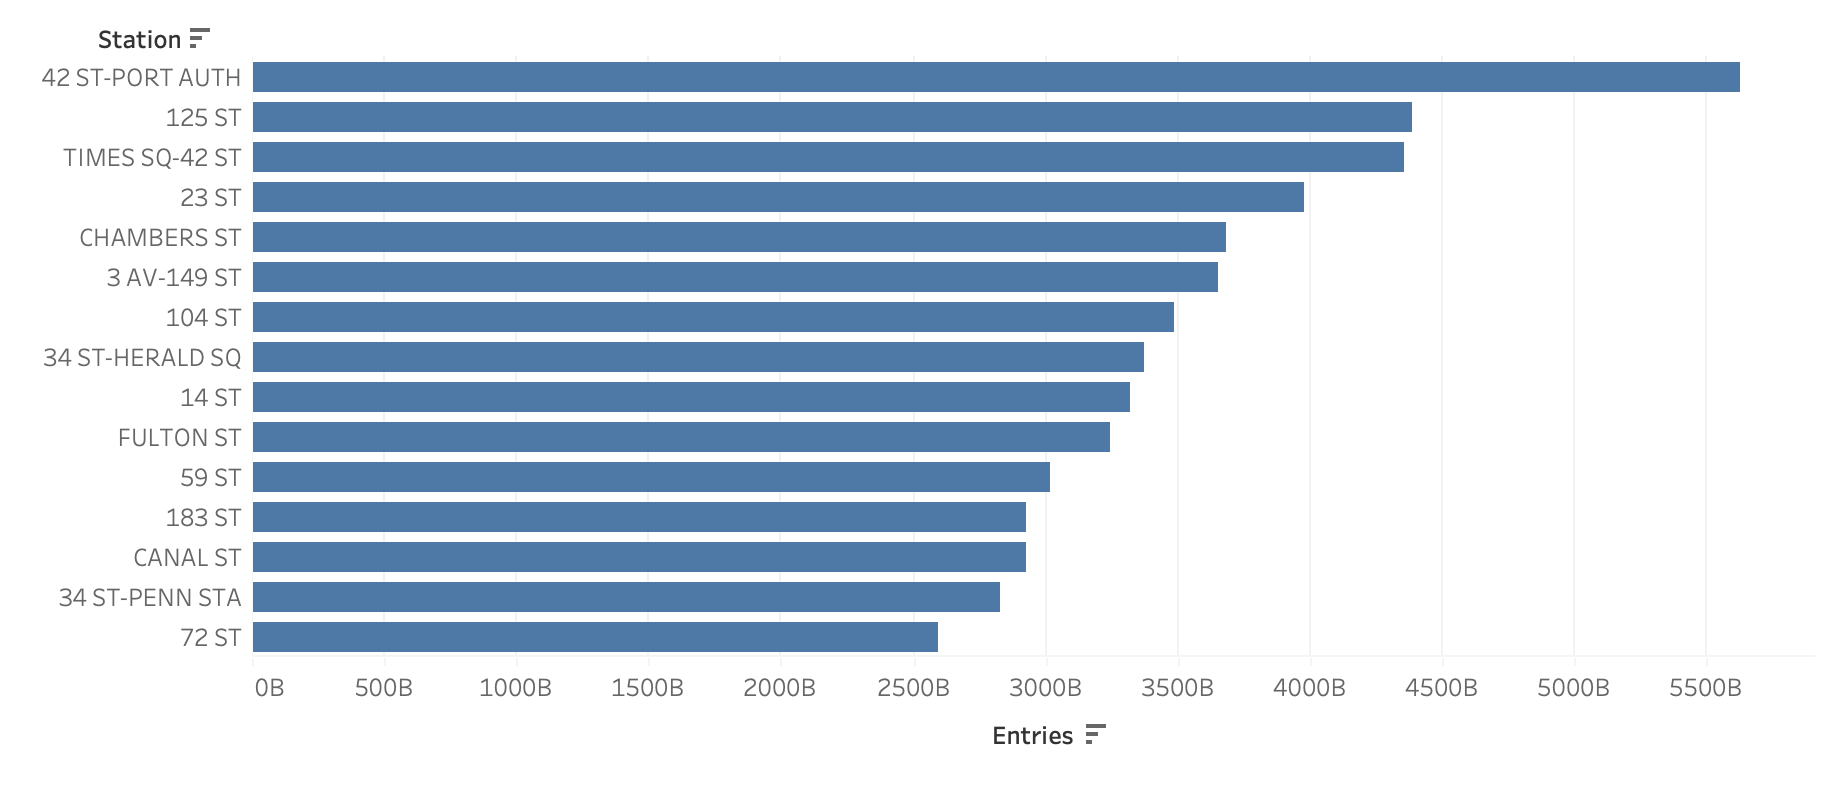 Station
42 ST-PORT AUTH
125 ST
TIMES SQ-42 ST
23 ST
CHAMBERS ST
3 AV-149 ST
104 ST
34 ST-HERALD SQ
14 ST
FULTON ST
59 ST
183 ST
CANAL ST
34 ST-PENN STA
72 ST
0B 500B 1000B 1500B 2000B 2500B 3000B 3500B 4000B 4500B 5000B 5500B
Entries